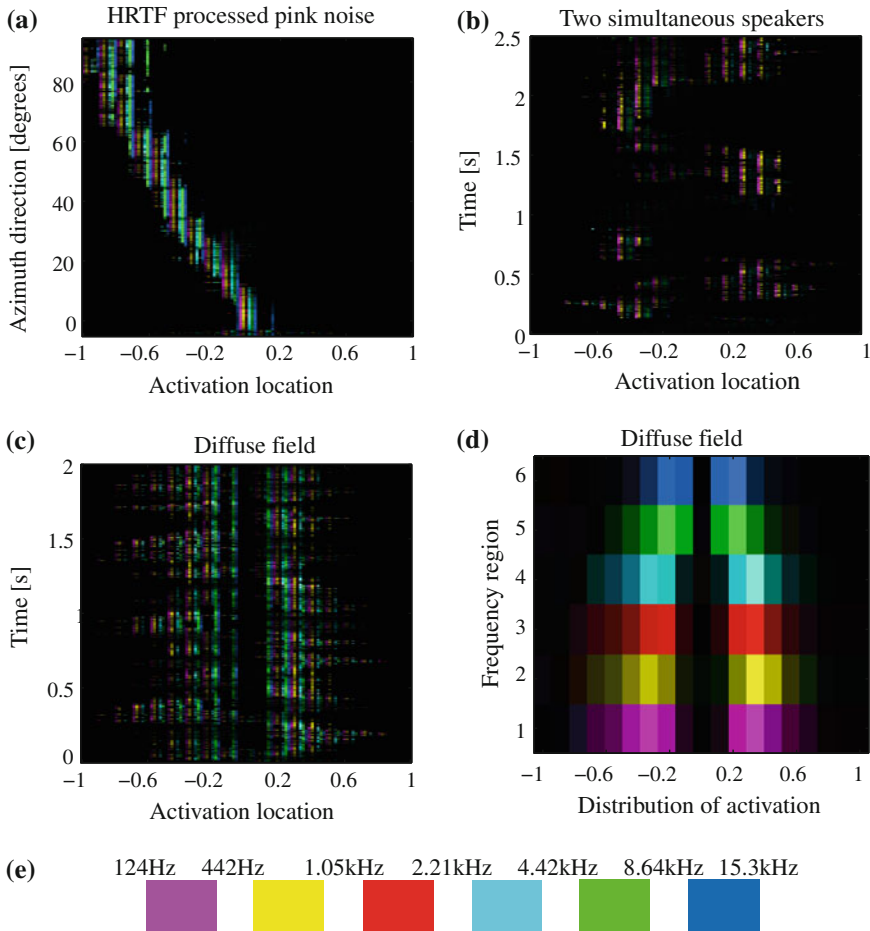 (a) HRTF processed pink noise
Azimuth direction [degrees]
80
60
40
20
0
−1 −0.6 −0.2 0.2 0.6 1
Activation location
(b) Two simultaneous speakers
Time [s]
2.5
2
1.5
1
0.5
0
−1 −0.6 −0.2 0.2 0.6 1
Activation location
(c) Diffuse field
Time [s]
2
1.5
1
0.5
0
−1 −0.6 −0.2 0.2 0.6 1
Activation location
(d) Diffuse field
Frequency region
6
5
4
3
2
1
−1 −0.6 −0.2 0.2 0.6 1
Distribution of activation
(e) 124Hz 442Hz 1.05kHz 2.21kHz 4.42kHz 8.64kHz 15.3kHz